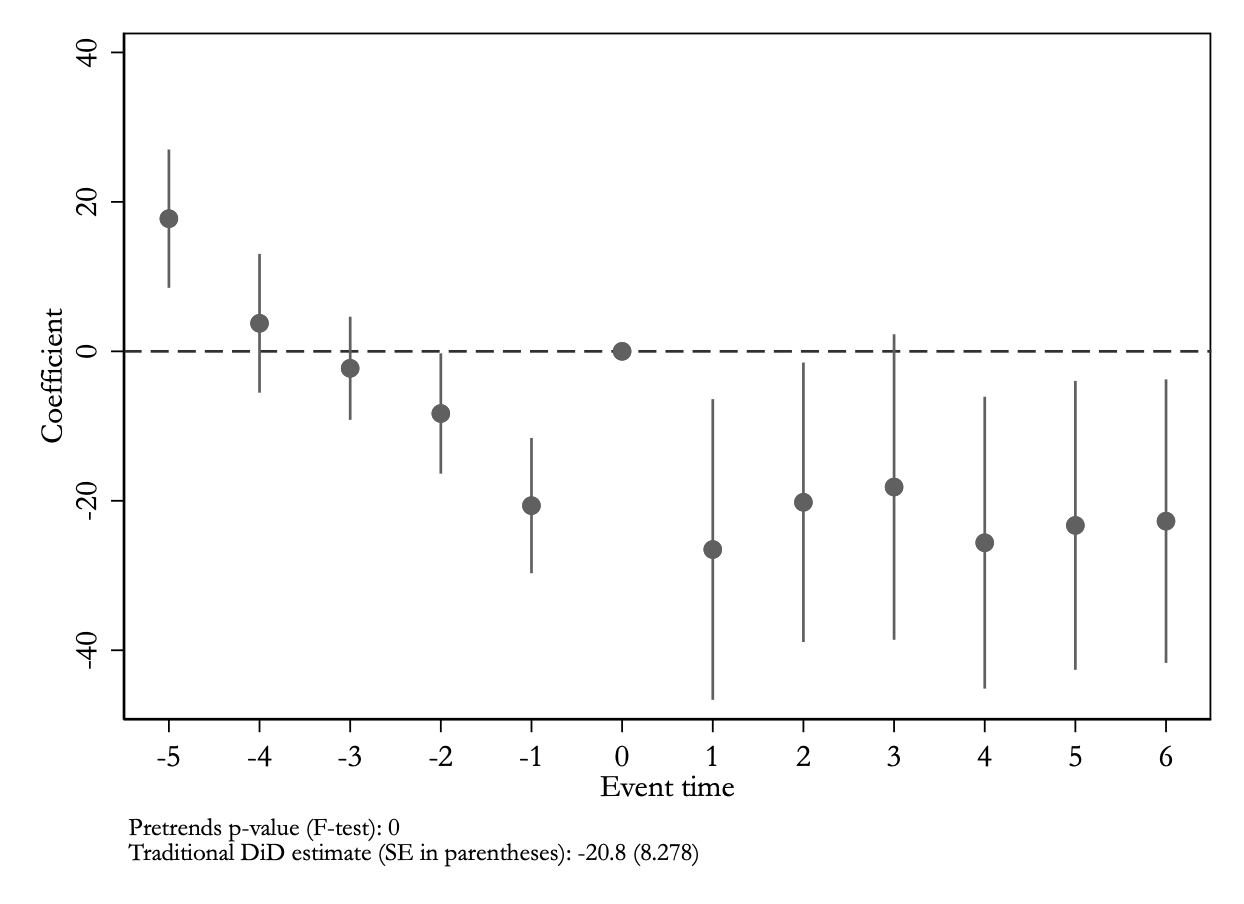 40
20
0
-20
-40
Coefficient
-5 -4 -3 -2 -1 0 1 2 3 4 5 6
Event time
Pretrends p-value (F-test): 0
Traditional DiD estimate (SE in parentheses): -20.8 (8.278)